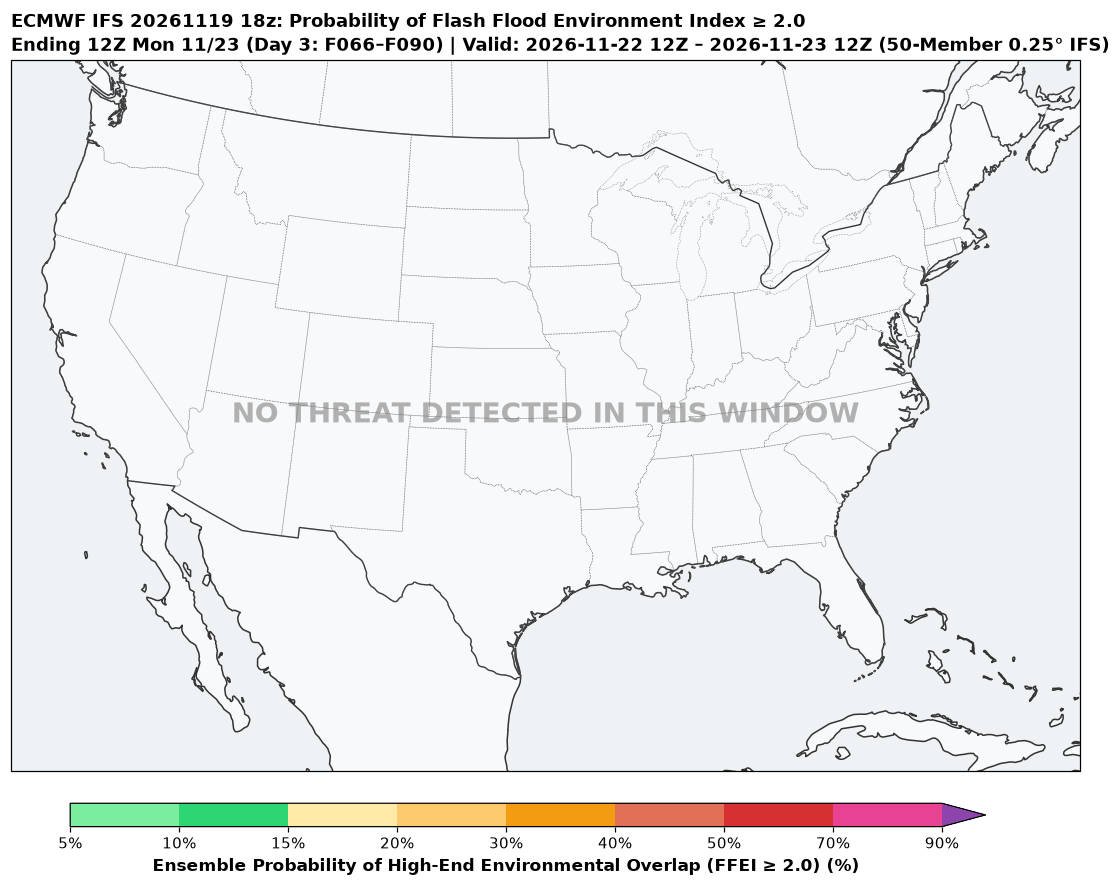 ECMWF IFS 20261119 18z: Probability of Flash Flood Environment Index ≥ 2.0
Ending 12Z Mon 11/23 (Day 3: F066–F090) | Valid: 2026-11-22 12Z – 2026-11-23 12Z (50-Member 0.25° IFS)
NO THREAT DETECTED IN THIS WINDOW
5% 10% 15% 20% 30% 40% 50% 70% 90%
Ensemble Probability of High-End Environmental Overlap (FFEI ≥ 2.0) (%)